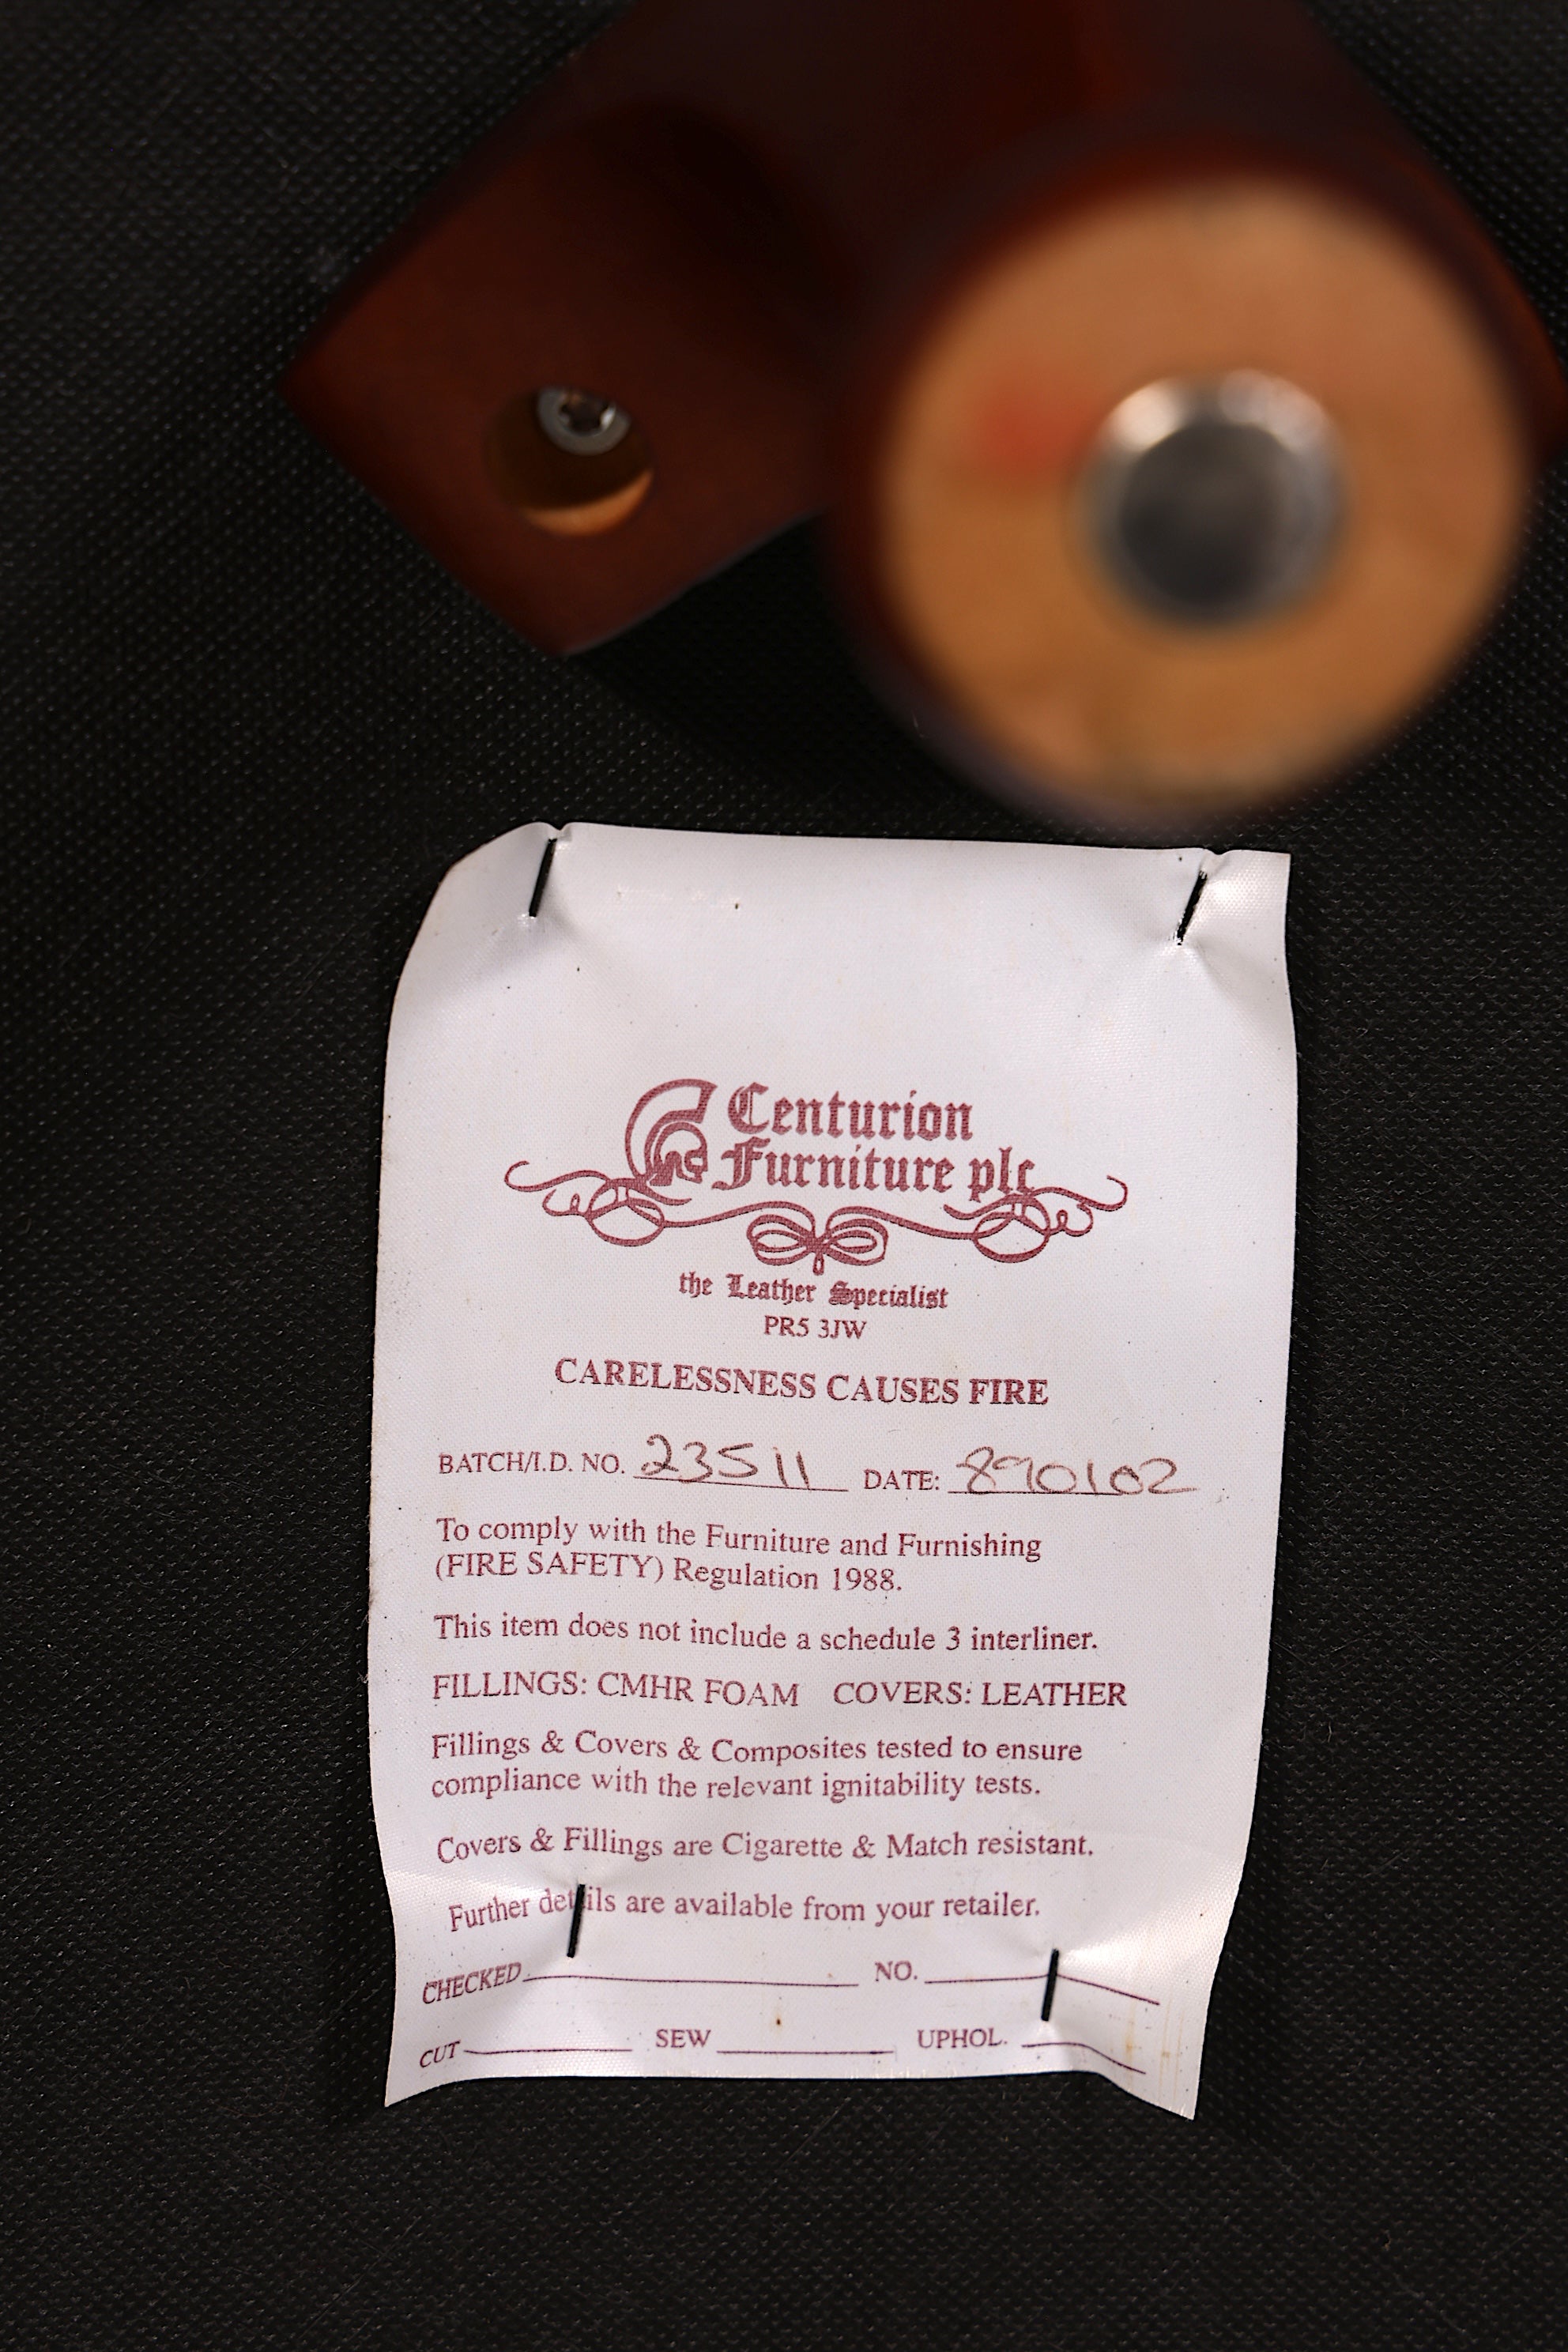 Centurion
Furniture plc
the Leather Specialist
PR5 3JW
CARELESSNESS CAUSES FIRE
BATCH/I.D. NO. 23511 DATE: 890102
To comply with the Furniture and Furnishing
(FIRE SAFETY) Regulation 1988.
This item does not include a schedule 3 interliner.
FILLINGS: CMHR FOAM COVERS: LEATHER
Fillings & Covers & Composites tested to ensure
compliance with the relevant ignitability tests.
Covers & Fillings are Cigarette & Match resistant.
Further details are available from your retailer.
CHECKED NO.
CUT SEW UPHOL.